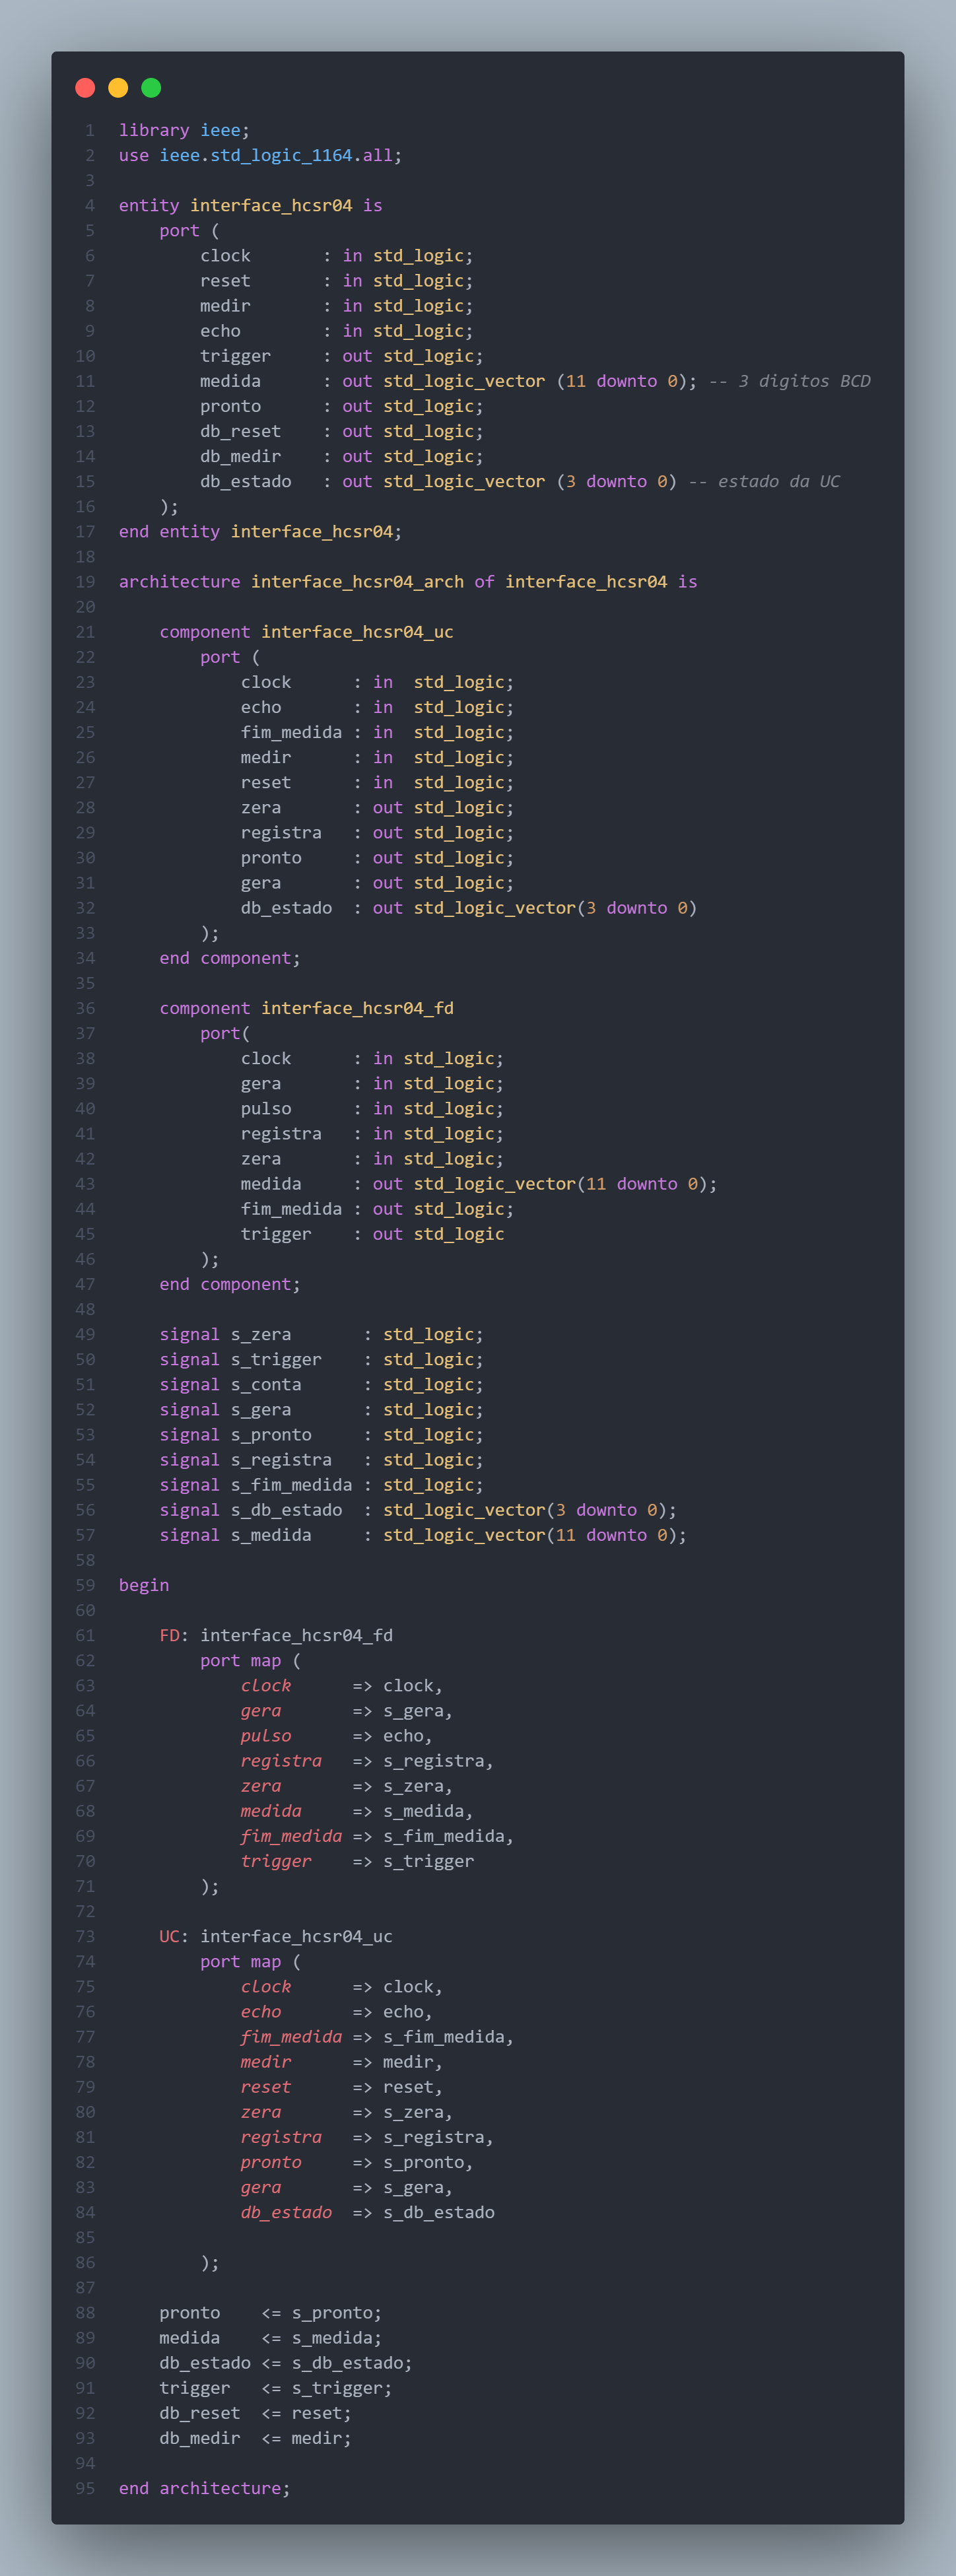 1 library ieee;
2 use ieee.std_logic_1164.all;
3
4 entity interface_hcsr04 is
5     port (
6         clock       : in std_logic;
7         reset       : in std_logic;
8         medir       : in std_logic;
9         echo        : in std_logic;
10         trigger     : out std_logic;
11         medida      : out std_logic_vector (11 downto 0); -- 3 digitos BCD
12         pronto      : out std_logic;
13         db_reset    : out std_logic;
14         db_medir    : out std_logic;
15         db_estado   : out std_logic_vector (3 downto 0) -- estado da UC
16     );
17 end entity interface_hcsr04;
18
19 architecture interface_hcsr04_arch of interface_hcsr04 is
20
21     component interface_hcsr04_uc
22         port (
23             clock      : in  std_logic;
24             echo       : in  std_logic;
25             fim_medida : in  std_logic;
26             medir      : in  std_logic;
27             reset      : in  std_logic;
28             zera       : out std_logic;
29             registra   : out std_logic;
30             pronto     : out std_logic;
31             gera       : out std_logic;
32             db_estado  : out std_logic_vector(3 downto 0)
33         );
34     end component;
35
36     component interface_hcsr04_fd
37         port(
38             clock      : in std_logic;
39             gera       : in std_logic;
40             pulso      : in std_logic;
41             registra   : in std_logic;
42             zera       : in std_logic;
43             medida     : out std_logic_vector(11 downto 0);
44             fim_medida : out std_logic;
45             trigger    : out std_logic
46         );
47     end component;
48
49     signal s_zera       : std_logic;
50     signal s_trigger    : std_logic;
51     signal s_conta      : std_logic;
52     signal s_gera       : std_logic;
53     signal s_pronto     : std_logic;
54     signal s_registra   : std_logic;
55     signal s_fim_medida : std_logic;
56     signal s_db_estado  : std_logic_vector(3 downto 0);
57     signal s_medida     : std_logic_vector(11 downto 0);
58
59 begin
60
61     FD: interface_hcsr04_fd
62         port map (
63             clock      => clock,
64             gera       => s_gera,
65             pulso      => echo,
66             registra   => s_registra,
67             zera       => s_zera,
68             medida     => s_medida,
69             fim_medida => s_fim_medida,
70             trigger    => s_trigger
71         );
72
73     UC: interface_hcsr04_uc
74         port map (
75             clock      => clock,
76             echo       => echo,
77             fim_medida => s_fim_medida,
78             medir      => medir,
79             reset      => reset,
80             zera       => s_zera,
81             registra   => s_registra,
82             pronto     => s_pronto,
83             gera       => s_gera,
84             db_estado  => s_db_estado
85
86         );
87
88     pronto    <= s_pronto;
89     medida    <= s_medida;
90     db_estado <= s_db_estado;
91     trigger   <= s_trigger;
92     db_reset  <= reset;
93     db_medir  <= medir;
94
95 end architecture;